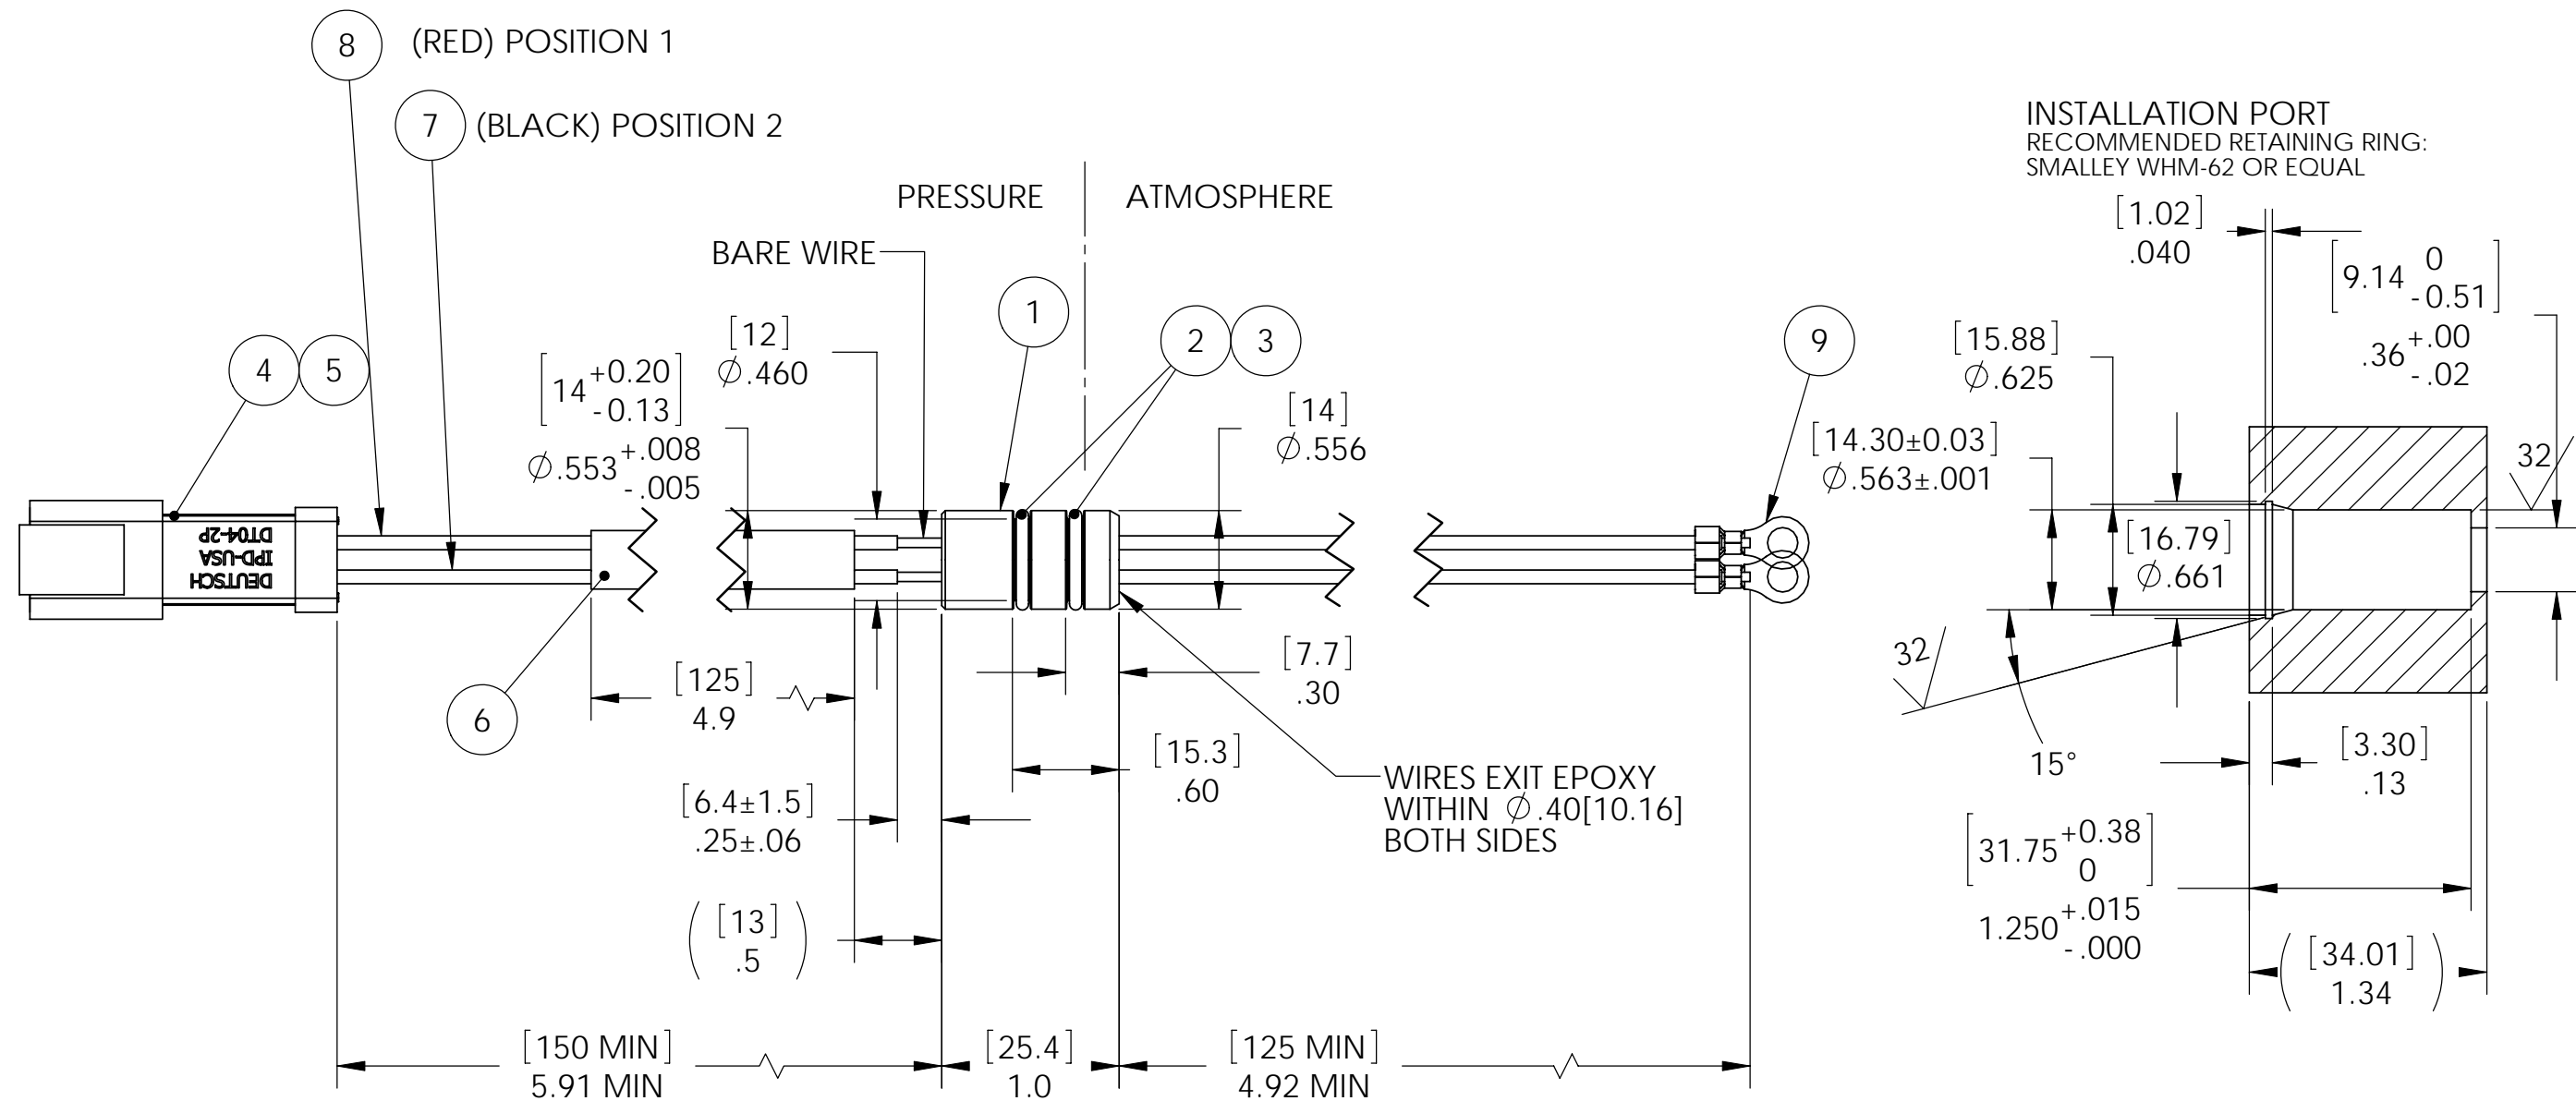 8 (RED) POSITION 1
7 (BLACK) POSITION 2
PRESSURE
ATMOSPHERE
BARE WIRE
1
2
3
4
5
6
9
DEUTSCH
IPD-USA
DT04-2P
[14 +0.20 -0.13]
⌀.553 +.008 -.005
[12]
⌀.460
[14]
⌀.556
[125]
4.9
[6.4±1.5]
.25±.06
([13]
.5)
[7.7]
.30
[15.3]
.60
WIRES EXIT EPOXY
WITHIN ⌀.40[10.16]
BOTH SIDES
[150 MIN]
5.91 MIN
[25.4]
1.0
[125 MIN]
4.92 MIN
INSTALLATION PORT
RECOMMENDED RETAINING RING:
SMALLEY WHM-62 OR EQUAL
[1.02]
.040
[9.14 0 -0.51]
.36 +.00 -.02
[15.88]
⌀.625
[14.30±0.03]
⌀.563±.001
[16.79]
⌀.661
32
32
15°
[3.30]
.13
[31.75 +0.38 0]
1.250 +.015 -.000
([34.01]
1.34)